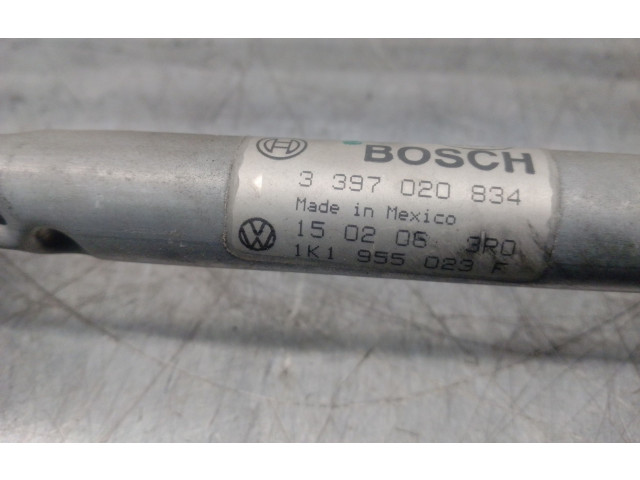 BOSCH
3 397 020 834
Made in Mexico
15 02 06 3R0
1K1 955 023 F